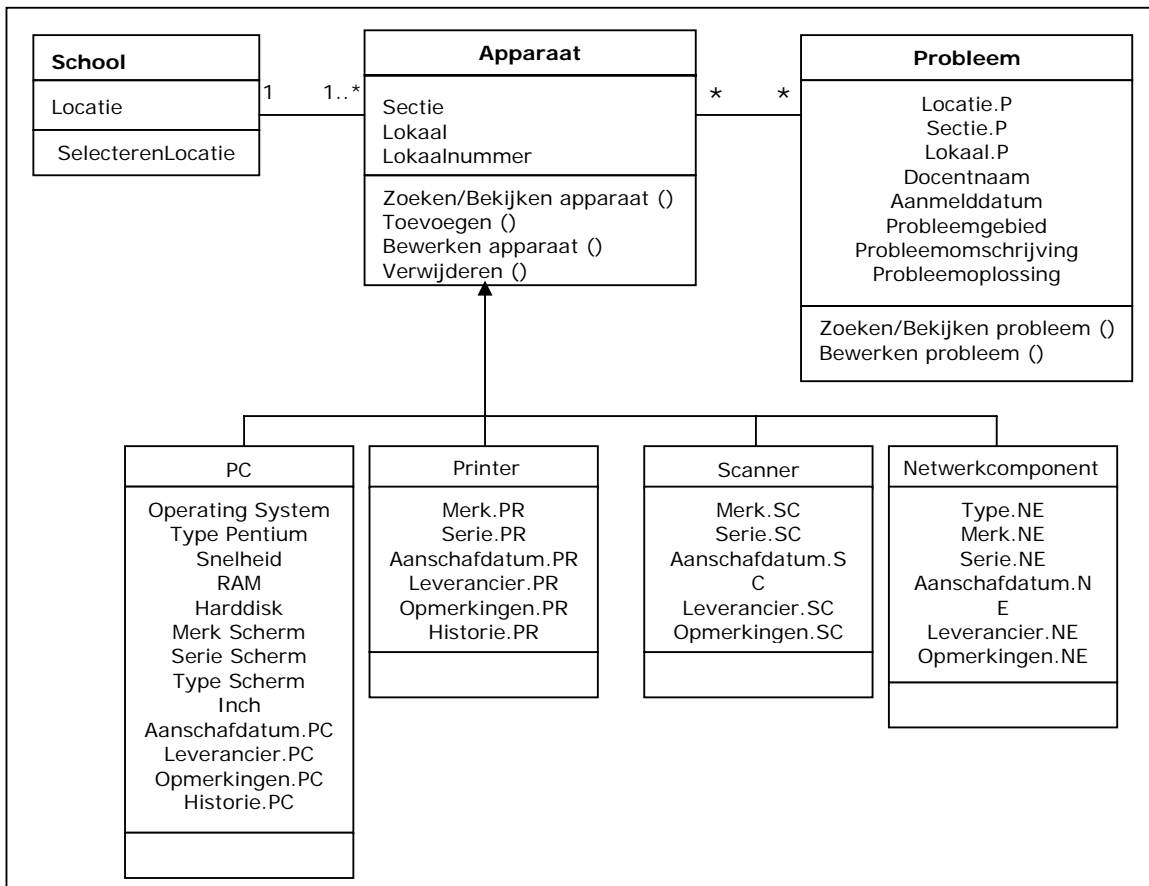 School
Locatie
SelecterenLocatie
1
1..*
Apparaat
Sectie
Lokaal
Lokaalnummer
Zoeken/Bekijken apparaat ()
Toevoegen ()
Bewerken apparaat ()
Verwijderen ()
*
*
Probleem
Locatie.P
Sectie.P
Lokaal.P
Docentnaam
Aanmelddatum
Probleemgebied
Probleemomschrijving
Probleemoplossing
Zoeken/Bekijken probleem ()
Bewerken probleem ()
PC
Operating System
Type Pentium
Snelheid
RAM
Harddisk
Merk Scherm
Serie Scherm
Type Scherm
Inch
Aanschafdatum.PC
Leverancier.PC
Opmerkingen.PC
Historie.PC
Printer
Merk.PR
Serie.PR
Aanschafdatum.PR
Leverancier.PR
Opmerkingen.PR
Historie.PR
Scanner
Merk.SC
Serie.SC
Aanschafdatum.S
C
Leverancier.SC
Opmerkingen.SC
Netwerkcomponent
Type.NE
Merk.NE
Serie.NE
Aanschafdatum.N
E
Leverancier.NE
Opmerkingen.NE